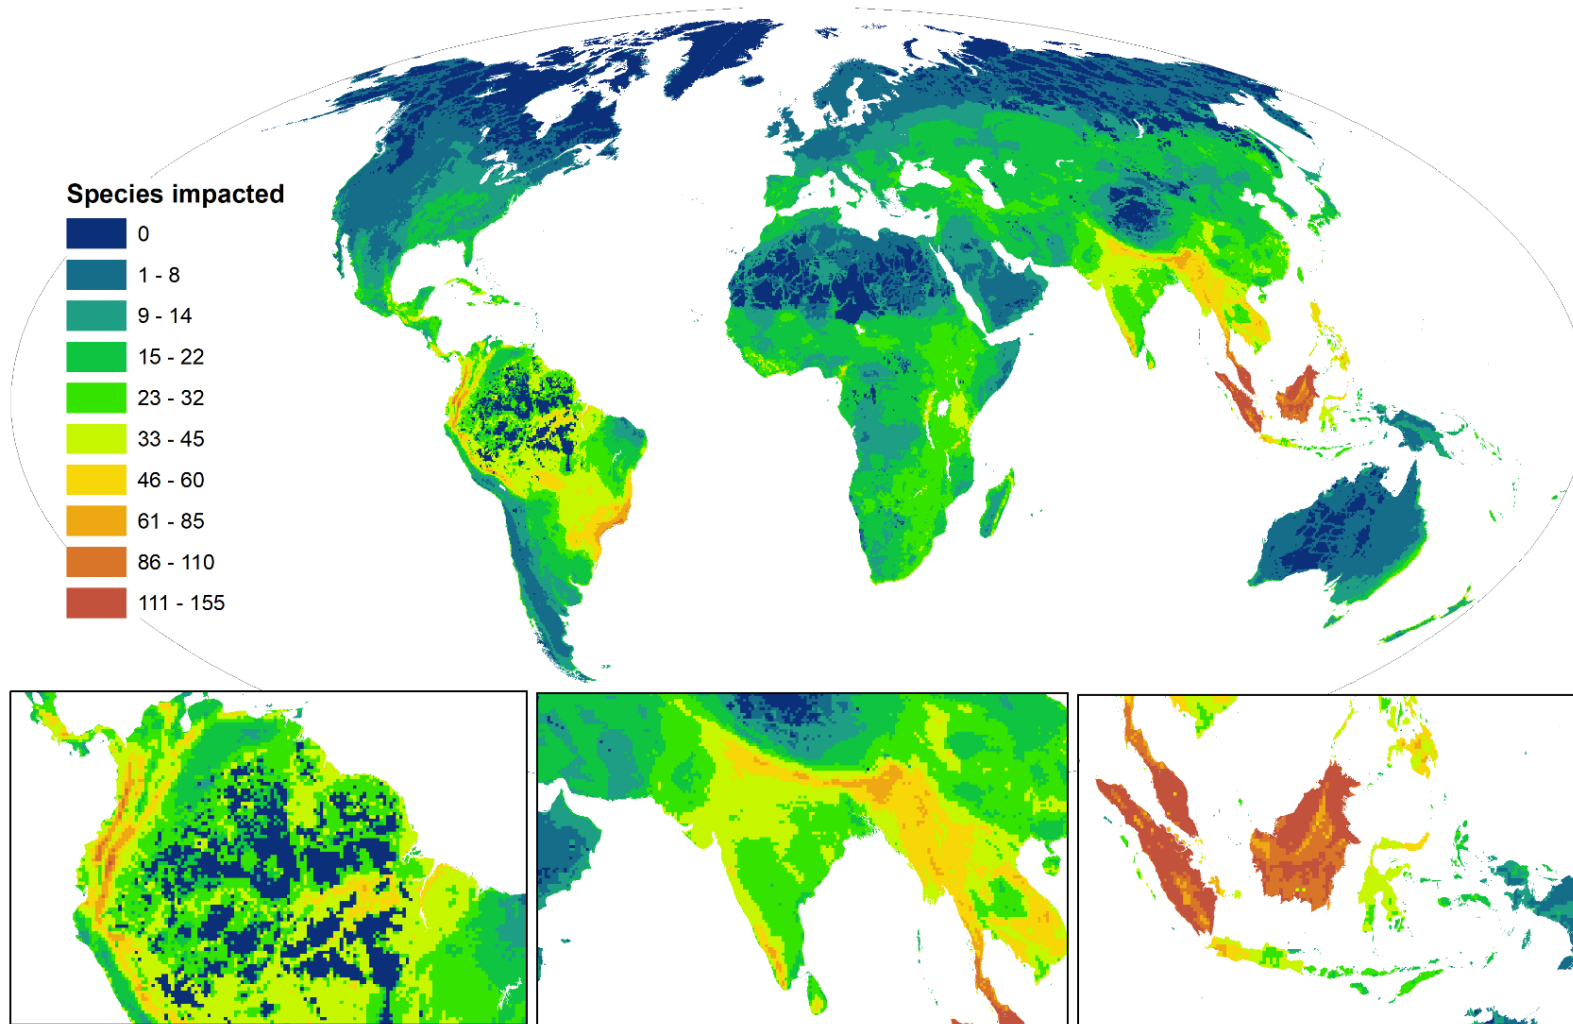 Species impacted
0
1 - 8
9 - 14
15 - 22
23 - 32
33 - 45
46 - 60
61 - 85
86 - 110
111 - 155